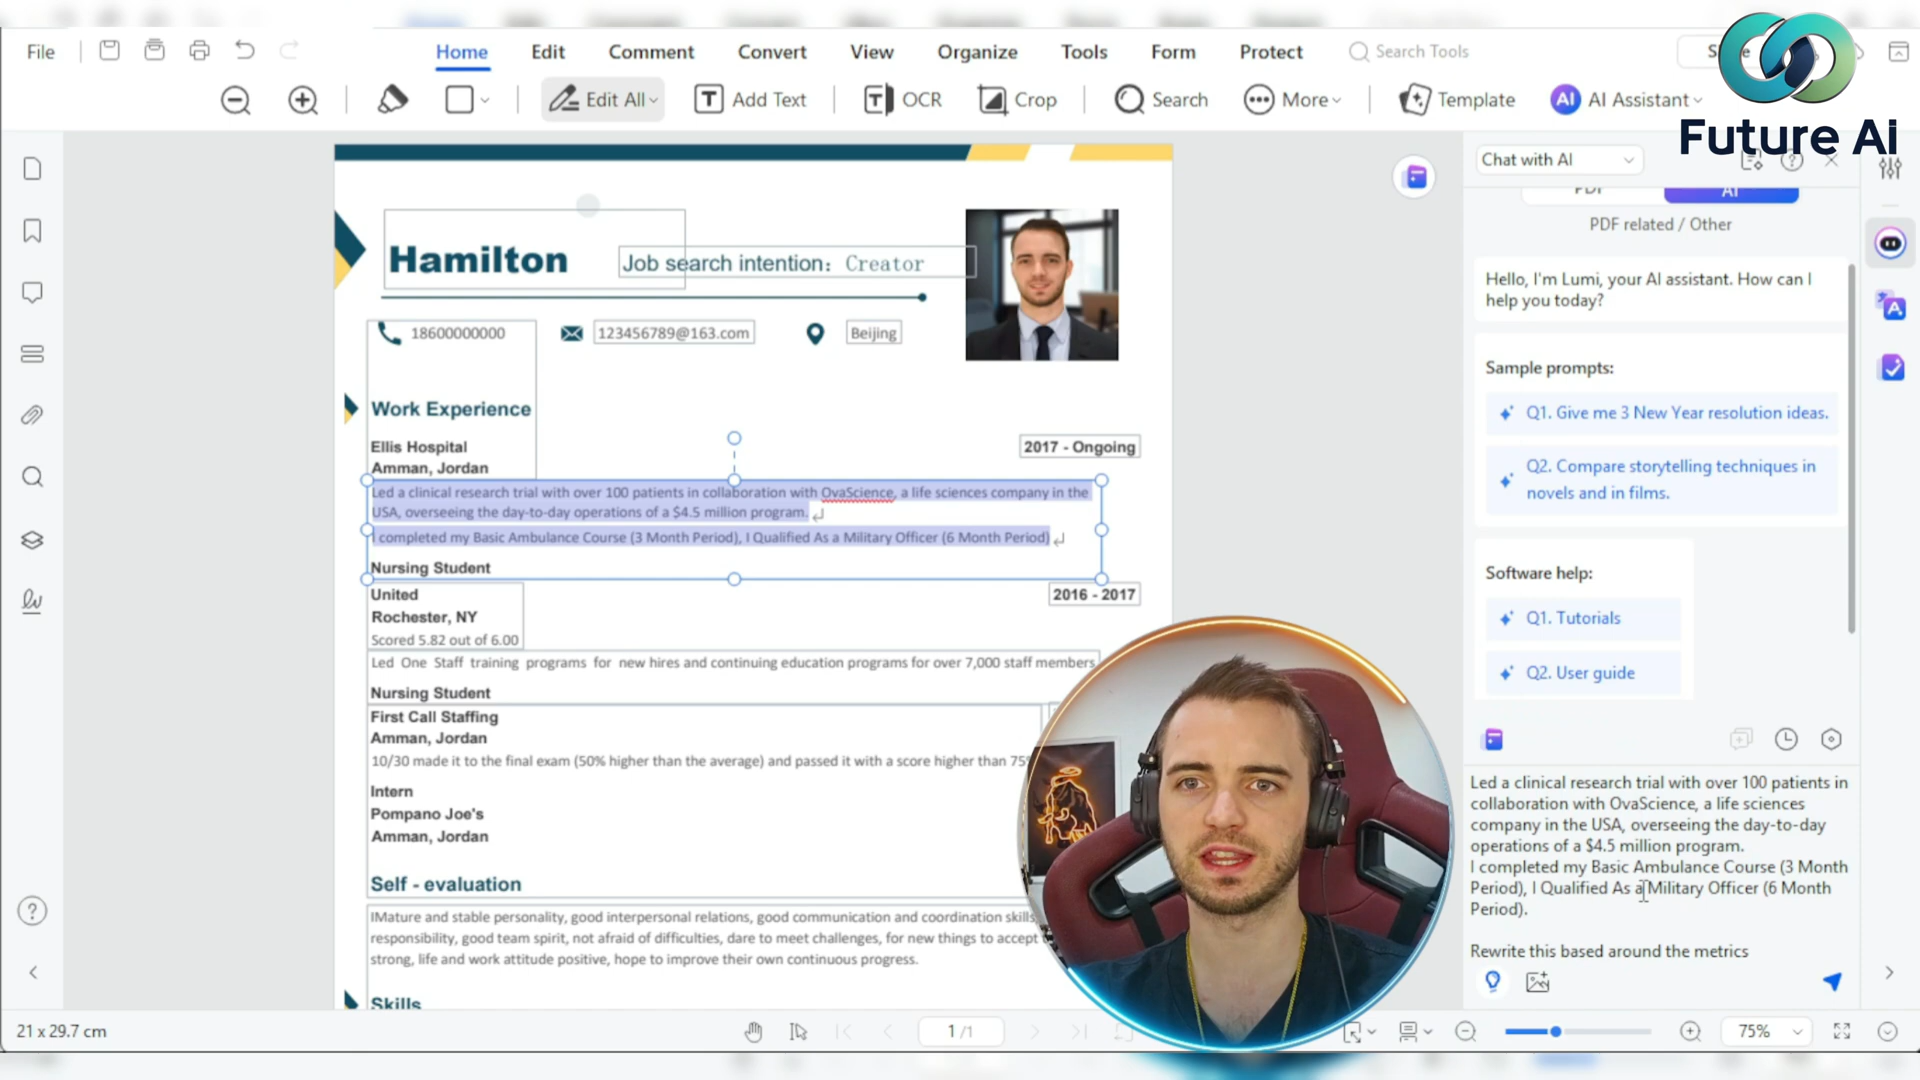 File
Home
Edit
Comment
Convert
View
Organize
Tools
Form
Protect
Search Tools
Edit All
Add Text
OCR
Crop
Search
More
Template
AI Assistant
Future Ai
Chat with AI
PDF
AI
PDF related / Other
Hello, I'm Lumi, your AI assistant. How can I
help you today?
Sample prompts:
Q1. Give me 3 New Year resolution ideas.
Q2. Compare storytelling techniques in
novels and in films.
Software help:
Q1. Tutorials
Q2. User guide
Led a clinical research trial with over 100 patients in
collaboration with OvaScience, a life sciences
company in the USA, overseeing the day-to-day
operations of a $4.5 million program.
I completed my Basic Ambulance Course (3 Month
Period), I Qualified As a Military Officer (6 Month
Period).
Rewrite this based around the metrics
Hamilton
Job search intention: Creator
18600000000
123456789@163.com
Beijing
Work Experience
Ellis Hospital
2017 - Ongoing
Amman, Jordan
Led a clinical research trial with over 100 patients in collaboration with OvaScience, a life sciences company in the
USA, overseeing the day-to-day operations of a $4.5 million program.
I completed my Basic Ambulance Course (3 Month Period), I Qualified As a Military Officer (6 Month Period)
Nursing Student
United
2016 - 2017
Rochester, NY
Scored 5.82 out of 6.00
Led One Staff training programs for new hires and continuing education programs for over 7,000 staff members
Nursing Student
First Call Staffing
Amman, Jordan
10/30 made it to the final exam (50% higher than the average) and passed it with a score higher than 75
Intern
Pompano Joe's
Amman, Jordan
Self - evaluation
IMature and stable personality, good interpersonal relations, good communication and coordination skills
responsibility, good team spirit, not afraid of difficulties, dare to meet challenges, for new things to accept
strong, life and work attitude positive, hope to improve their own continuous progress.
Skills
21 x 29.7 cm
1 /1
75%